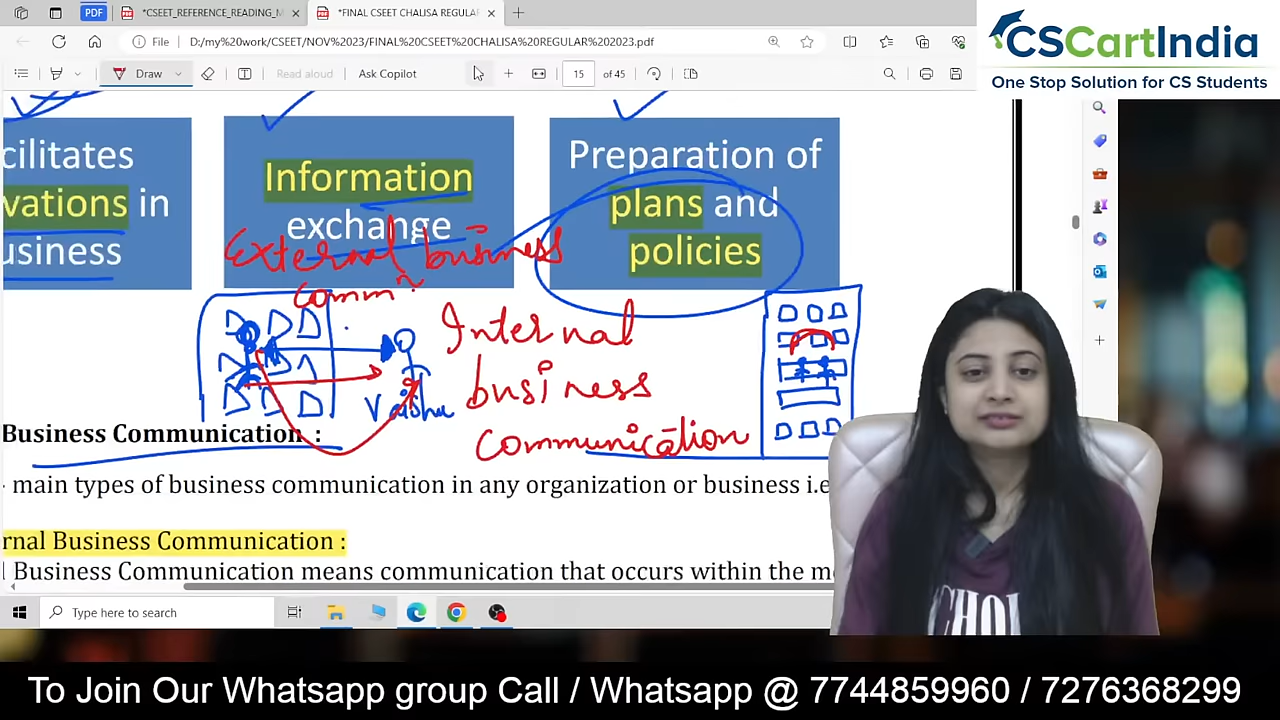 PDF
*CSEET_REFERENCE_READING_M
*FINAL CSEET CHALISA REGULAR
File
D:/my%20work/CSEET/NOV%2023/FINAL%20CSEET%20CHALISA%20REGULAR%202023.pdf
Draw
Read aloud
Ask Copilot
15
of 45
CSCartIndia
One Stop Solution for CS Students
cilitates
vations in
usiness
Information
exchange
Preparation of
plans and
policies
External business
commn
Internal
business
communication
Business Communication :
main types of business communication in any organization or business i.e
rnal Business Communication :
l Business Communication means communication that occurs within the m
Type here to search
To Join Our Whatsapp group Call / Whatsapp @ 7744859960 / 7276368299